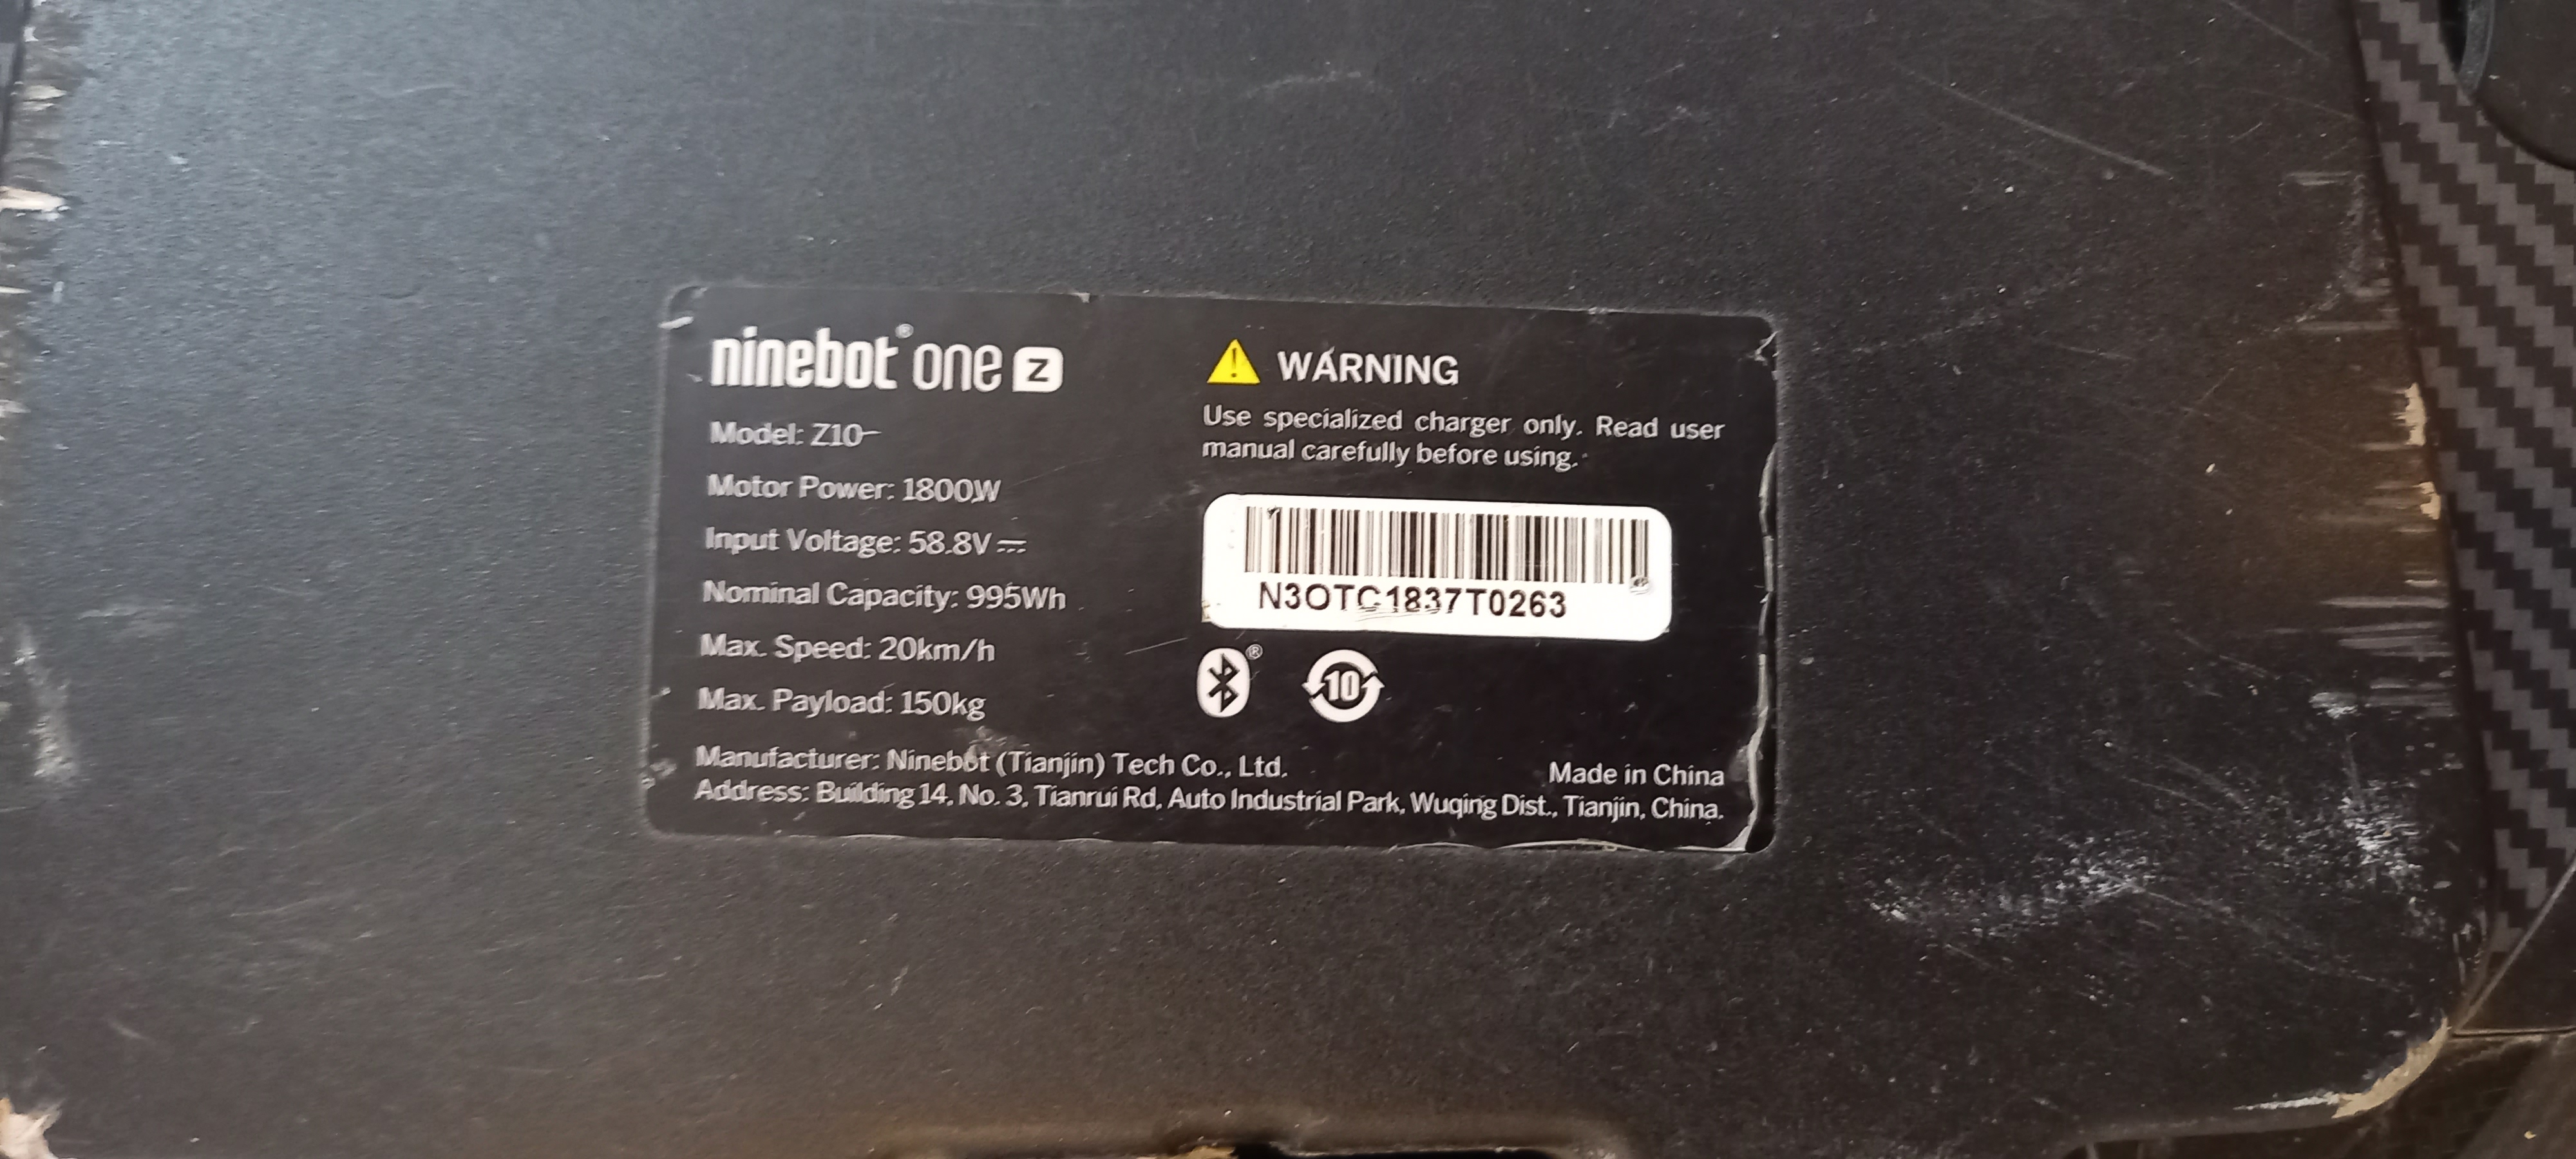 ninebot® one z
Model: Z10
Motor Power: 1800W
Input Voltage: 58.8V⎓
Nominal Capacity: 995Wh
Max. Speed: 20km/h
Max. Payload: 150kg
! WARNING
Use specialized charger only. Read user
manual carefully before using.
N3OTC1837T0263
®
10
Manufacturer: Ninebot (Tianjin) Tech Co., Ltd.
Made in China
Address: Building 14, No. 3, Tianrui Rd, Auto Industrial Park, Wuqing Dist., Tianjin, China.